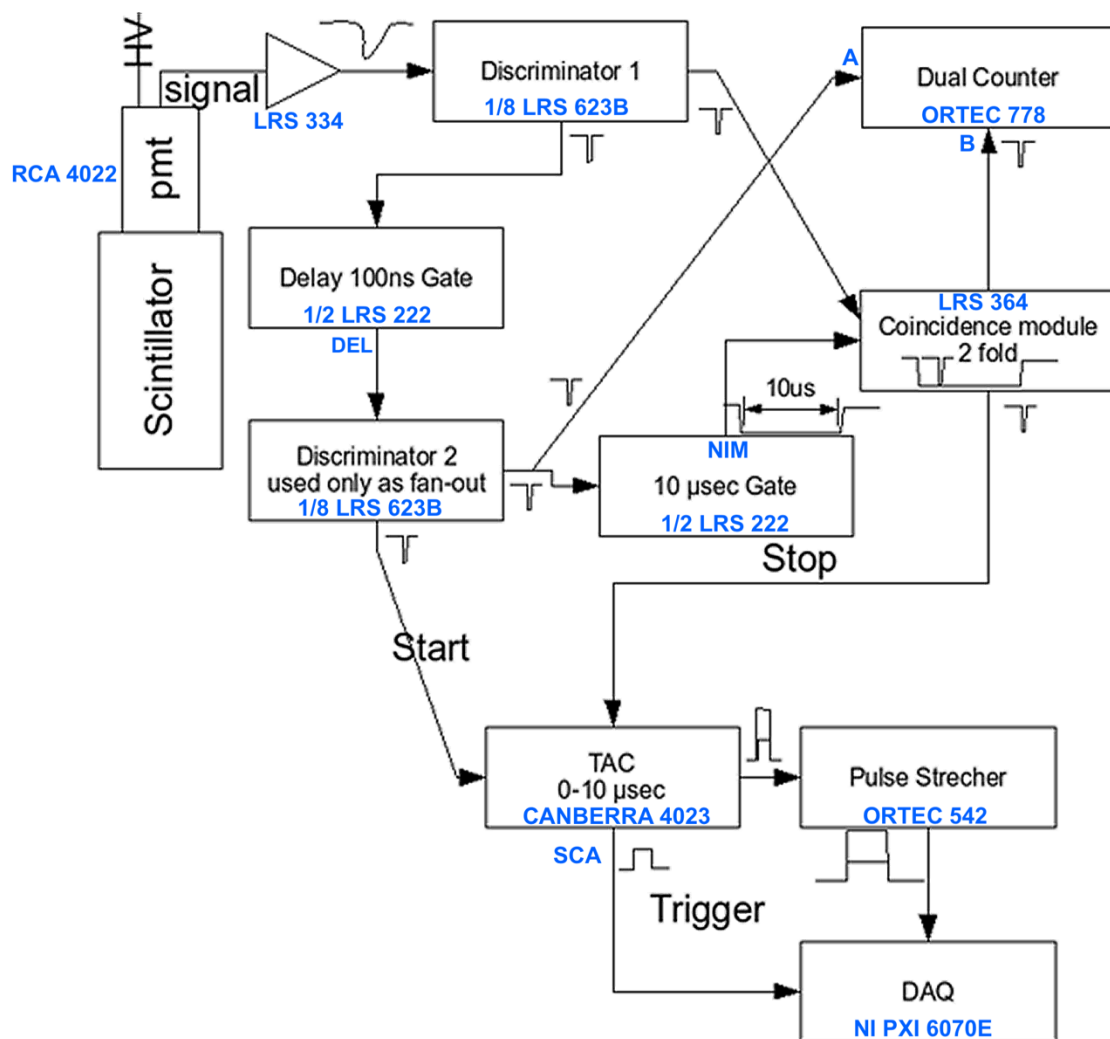 HV
signal
LRS 334
RCA 4022
pmt
Scintillator
Discriminator 1
1/8 LRS 623B
A
Dual Counter
ORTEC 778
B
Delay 100ns Gate
1/2 LRS 222
DEL
LRS 364
Coincidence module
2 fold
10us
Discriminator 2
used only as fan-out
1/8 LRS 623B
NIM
10 µsec Gate
1/2 LRS 222
Stop
Start
TAC
0-10 µsec
CANBERRA 4023
SCA
Pulse Strecher
ORTEC 542
Trigger
DAQ
NI PXI 6070E